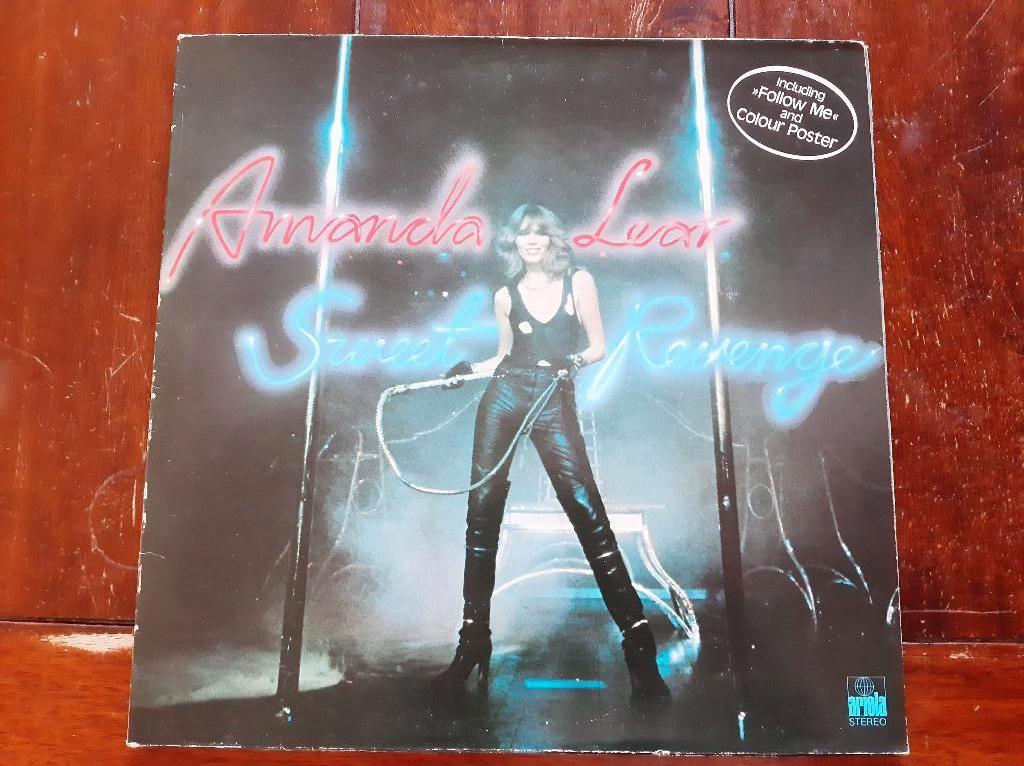 including
»Follow Me«
and
Colour Poster
Amanda Lear
Sweet Revenge
ariola
STEREO